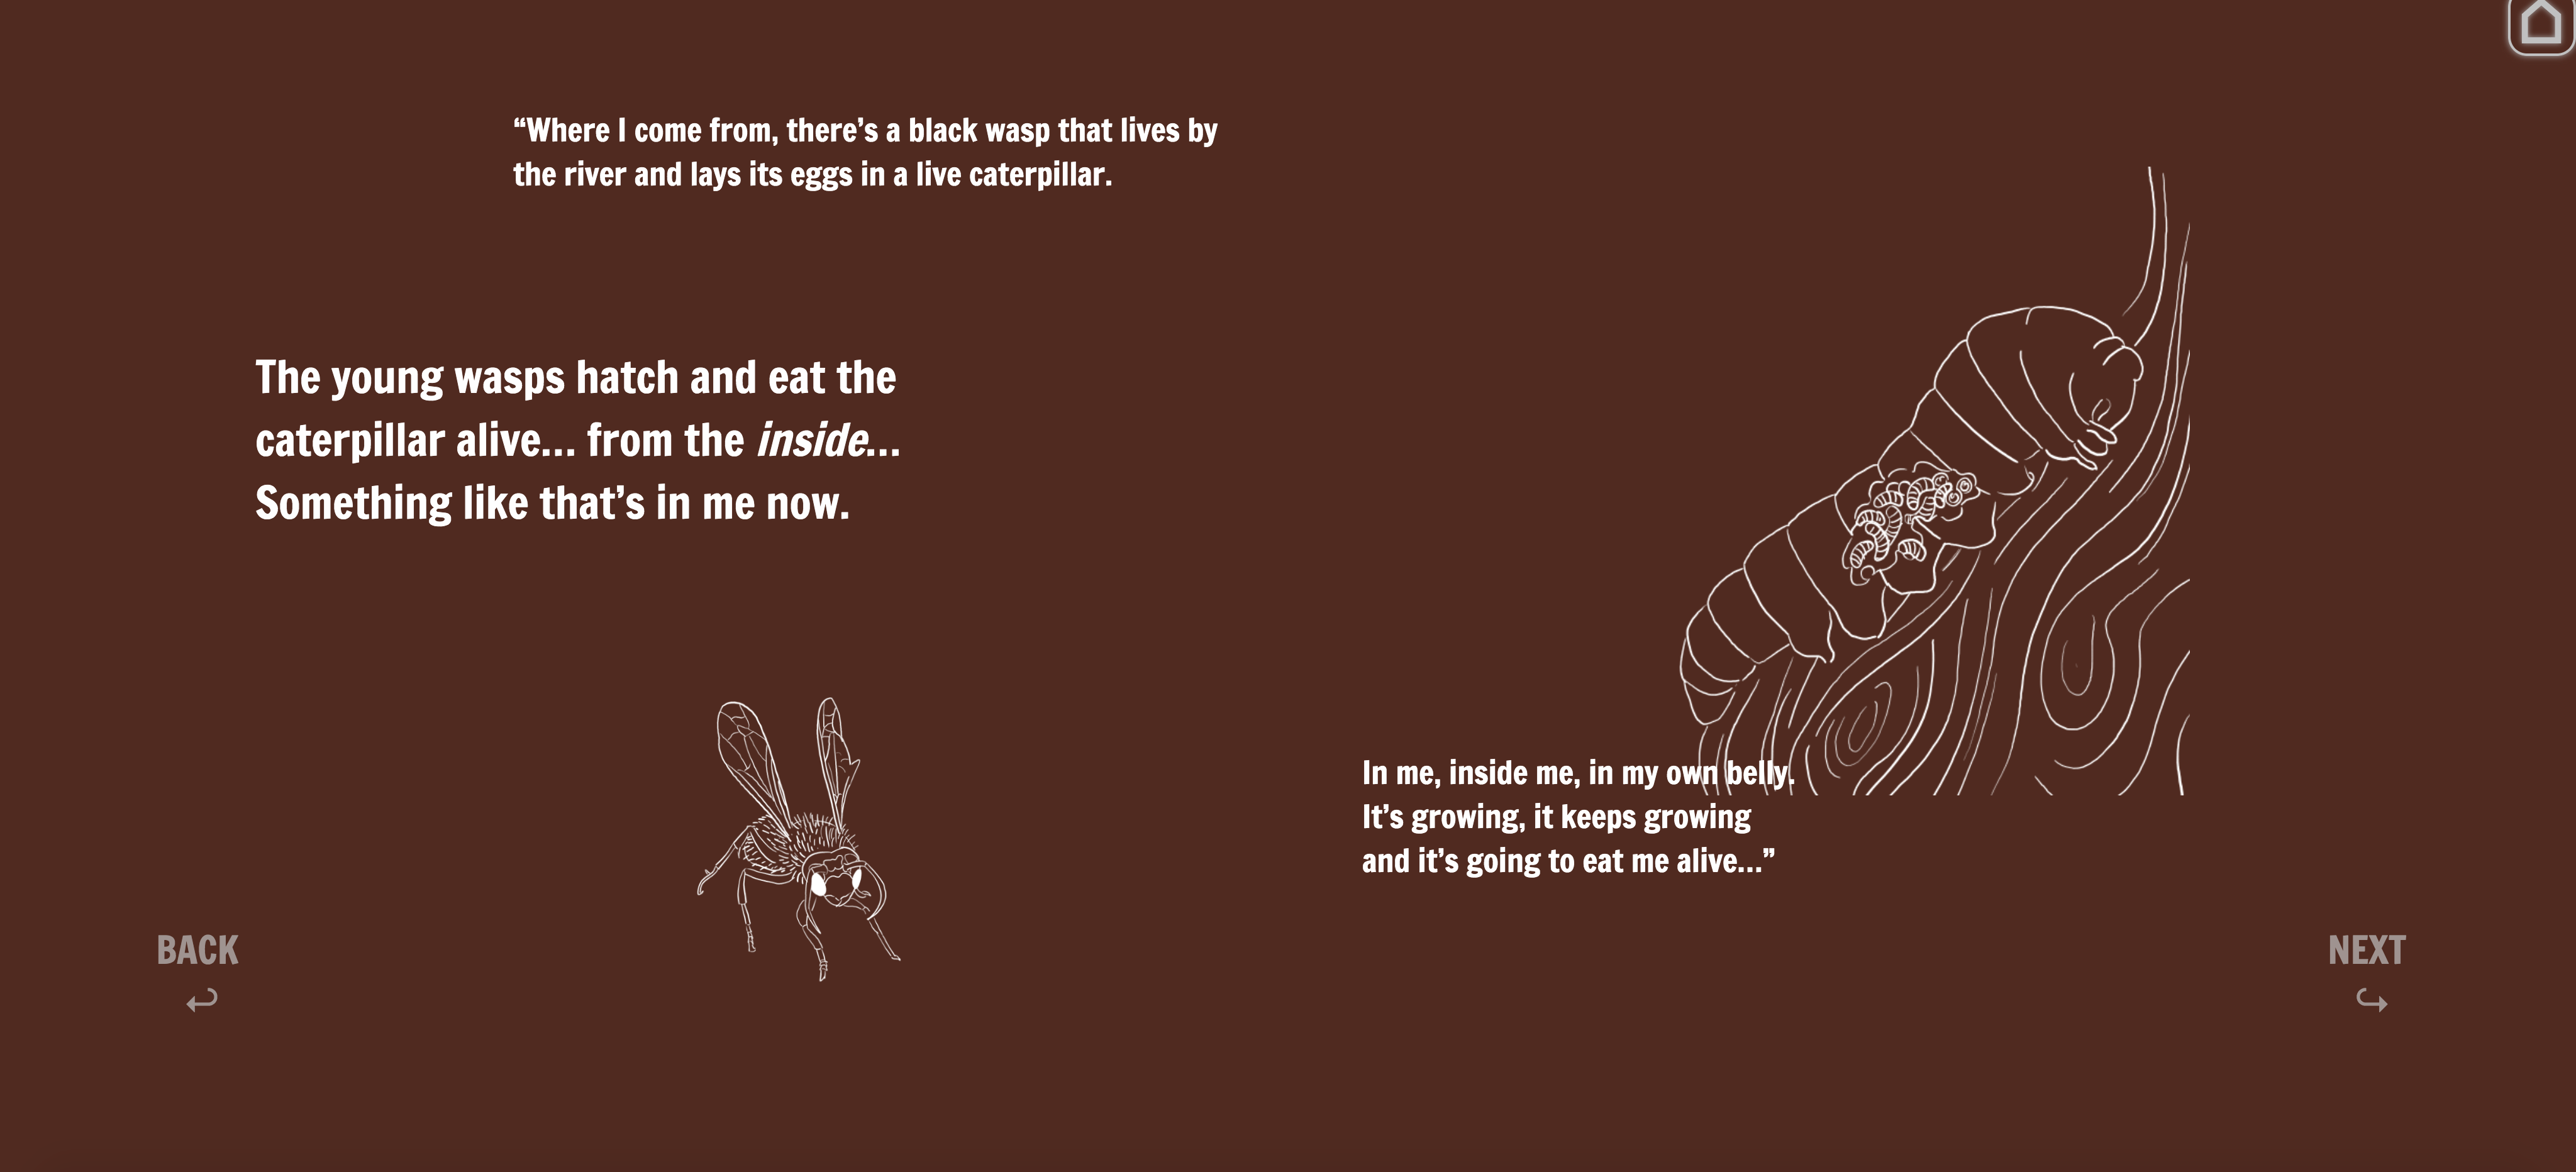 “Where I come from, there’s a black wasp that lives by
the river and lays its eggs in a live caterpillar.
The young wasps hatch and eat the
caterpillar alive... from the inside...
Something like that’s in me now.
In me, inside me, in my own belly.
It’s growing, it keeps growing
and it’s going to eat me alive...”
BACK
NEXT